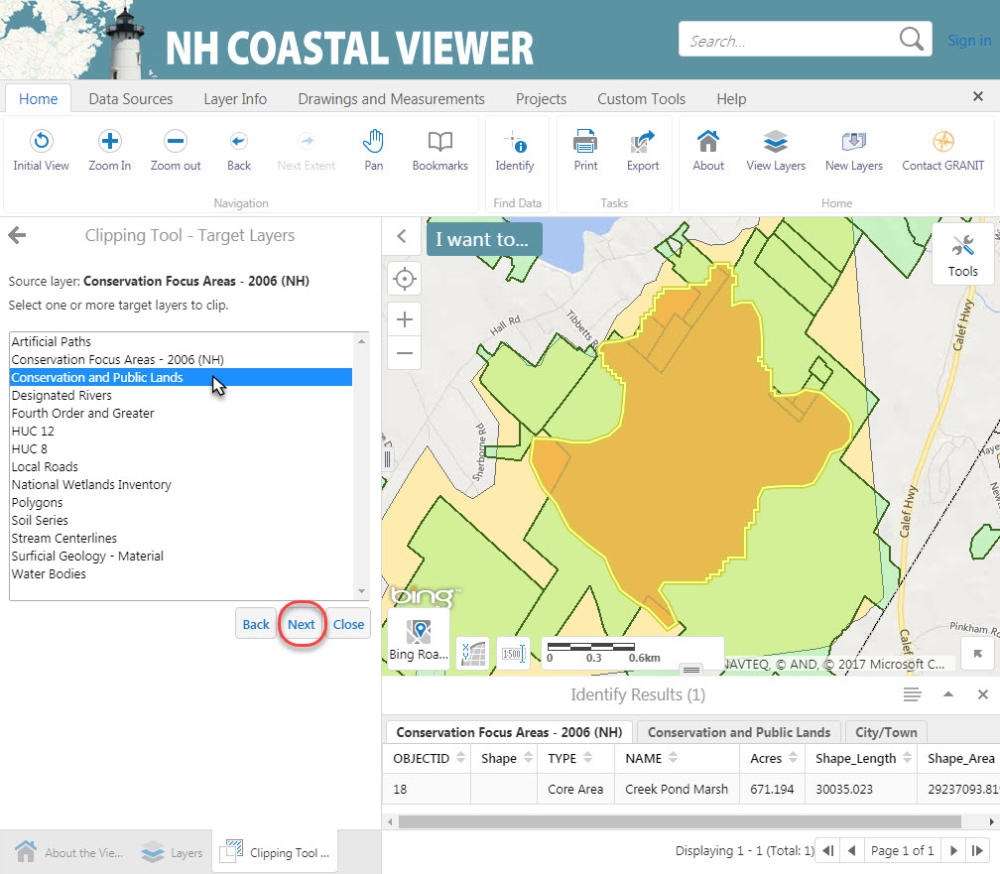 NH COASTAL VIEWER
Search...
Sign in
Home
Data Sources
Layer Info
Drawings and Measurements
Projects
Custom Tools
Help
Initial View
Zoom In
Zoom out
Back
Next Extent
Pan
Bookmarks
Navigation
Identify
Find Data
Print
Export
Tasks
About
View Layers
New Layers
Contact GRANIT
Home
Clipping Tool - Target Layers
Source layer: Conservation Focus Areas - 2006 (NH)
Select one or more target layers to clip.
Artificial Paths
Conservation Focus Areas - 2006 (NH)
Conservation and Public Lands
Designated Rivers
Fourth Order and Greater
HUC 12
HUC 8
Local Roads
National Wetlands Inventory
Polygons
Soil Series
Stream Centerlines
Surficial Geology - Material
Water Bodies
Back
Next
Close
I want to...
Tools
Hall Rd
Tibbetts
Sherborne Rd
Calef Hwy
Calef Hwy
Calef
Pinkham Ro
bing™
Bing Roa...
1:500
0 0.3 0.6km
NAVTEQ, © AND, © 2017 Microsoft C...
Identify Results (1)
Conservation Focus Areas - 2006 (NH)
Conservation and Public Lands
City/Town
OBJECTID Shape TYPE NAME Acres Shape_Length Shape_Area
18 Core Area Creek Pond Marsh 671.194 30035.023 29237093.819
Displaying 1 - 1 (Total: 1)
Page 1 of 1
About the Vie...
Layers
Clipping Tool ...